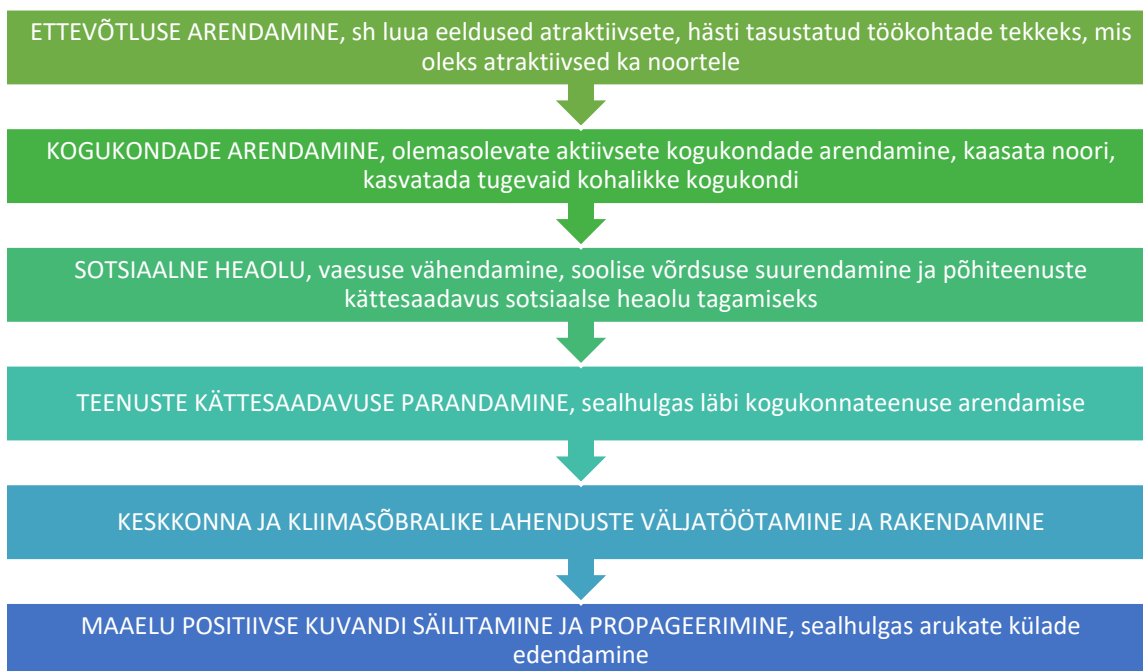 ETTEVÕTLUSE ARENDAMINE, sh luua eeldused atraktiivsete, hästi tasustatud töökohtade tekkeks, mis
oleks atraktiivsed ka noortele
KOGUKONDADE ARENDAMINE, olemasolevate aktiivsete kogukondade arendamine, kaasata noori,
kasvatada tugevaid kohalikke kogukondi
SOTSIAALNE HEAOLU, vaesuse vähendamine, soolise võrdsuse suurendamine ja põhiteenuste
kättesaadavus sotsiaalse heaolu tagamiseks
TEENUSTE KÄTTESAADAVUSE PARANDAMINE, sealhulgas läbi kogukonnateenuse arendamise
KESKKONNA JA KLIIMASÕBRALIKE LAHENDUSTE VÄLJATÖÖTAMINE JA RAKENDAMINE
MAAELU POSITIIVSE KUVANDI SÄILITAMINE JA PROPAGEERIMINE, sealhulgas arukate külade
edendamine